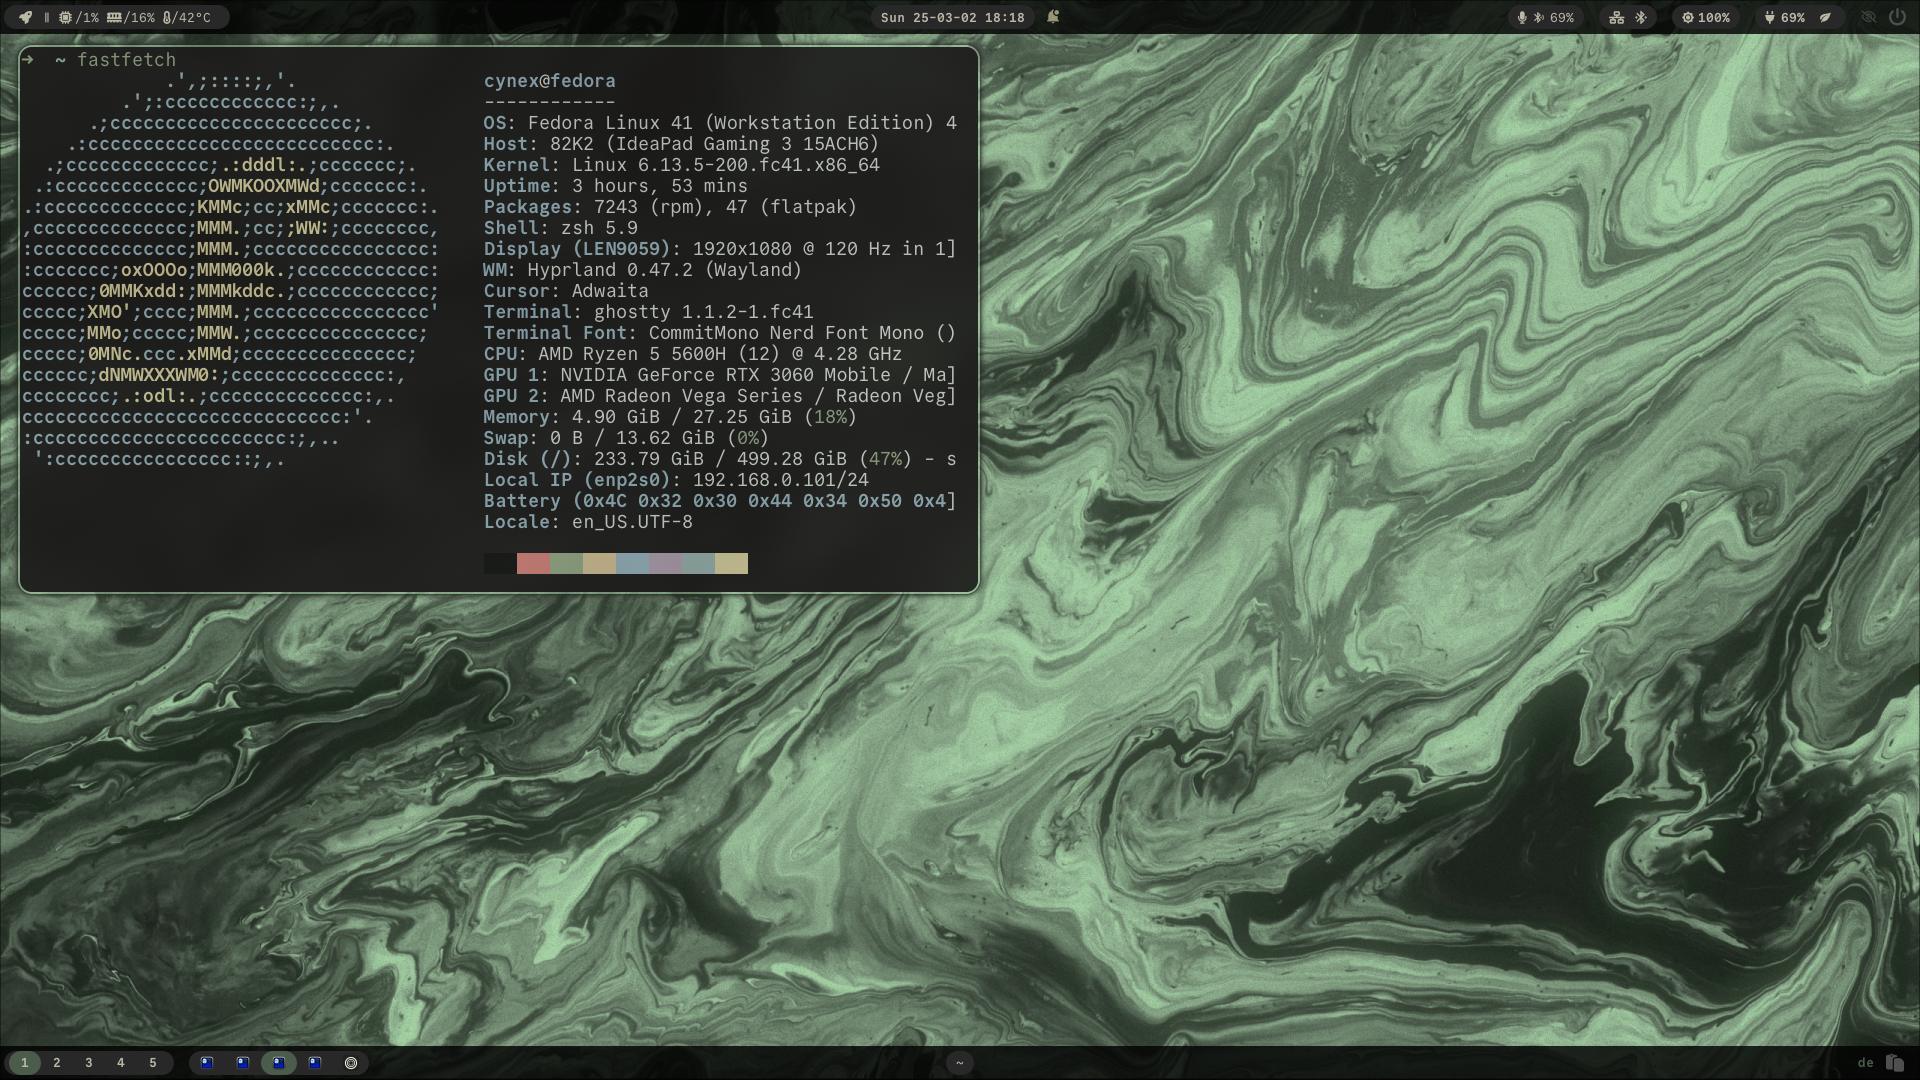 /1% /16% /42°C
Sun 25-03-02 18:18
69%
100%
69%
➜ ~ fastfetch
.',;::::;,'.
.';:cccccccccccc:;,.
.;cccccccccccccccccccccc;.
.:cccccccccccccccccccccccccc:.
.;ccccccccccccc;.:dddl:.;ccccccc;.
.:ccccccccccccc;OWMKOOXMWd;ccccccc:.
.:ccccccccccccc;KMMc;cc;xMMc;ccccccc:.
,cccccccccccccc;MMM.;cc;;WW:;cccccccc,
:cccccccccccccc;MMM.;cccccccccccccccc:
:ccccccc;oxOOOo;MMM000k.;cccccccccccc:
cccccc;0MMKxdd:;MMMkddc.;cccccccccccc;
ccccc;XMO';cccc;MMM.;cccccccccccccccc'
ccccc;MMo;ccccc;MMW.;ccccccccccccccc;
ccccc;0MNc.ccc.xMMd;ccccccccccccccc;
cccccc;dNMWXXXWM0:;cccccccccccccc:,
cccccccc;.:odl:.;cccccccccccccc:,.
ccccccccccccccccccccccccccccc:'.
:ccccccccccccccccccccccc:;,..
':cccccccccccccccc::;,.
cynex@fedora
------------
OS: Fedora Linux 41 (Workstation Edition) 4
Host: 82K2 (IdeaPad Gaming 3 15ACH6)
Kernel: Linux 6.13.5-200.fc41.x86_64
Uptime: 3 hours, 53 mins
Packages: 7243 (rpm), 47 (flatpak)
Shell: zsh 5.9
Display (LEN9059): 1920x1080 @ 120 Hz in 1]
WM: Hyprland 0.47.2 (Wayland)
Cursor: Adwaita
Terminal: ghostty 1.1.2-1.fc41
Terminal Font: CommitMono Nerd Font Mono ()
CPU: AMD Ryzen 5 5600H (12) @ 4.28 GHz
GPU 1: NVIDIA GeForce RTX 3060 Mobile / Ma]
GPU 2: AMD Radeon Vega Series / Radeon Veg]
Memory: 4.90 GiB / 27.25 GiB (18%)
Swap: 0 B / 13.62 GiB (0%)
Disk (/): 233.79 GiB / 499.28 GiB (47%) - s
Local IP (enp2s0): 192.168.0.101/24
Battery (0x4C 0x32 0x30 0x44 0x34 0x50 0x4]
Locale: en_US.UTF-8
1 2 3 4 5
~
de